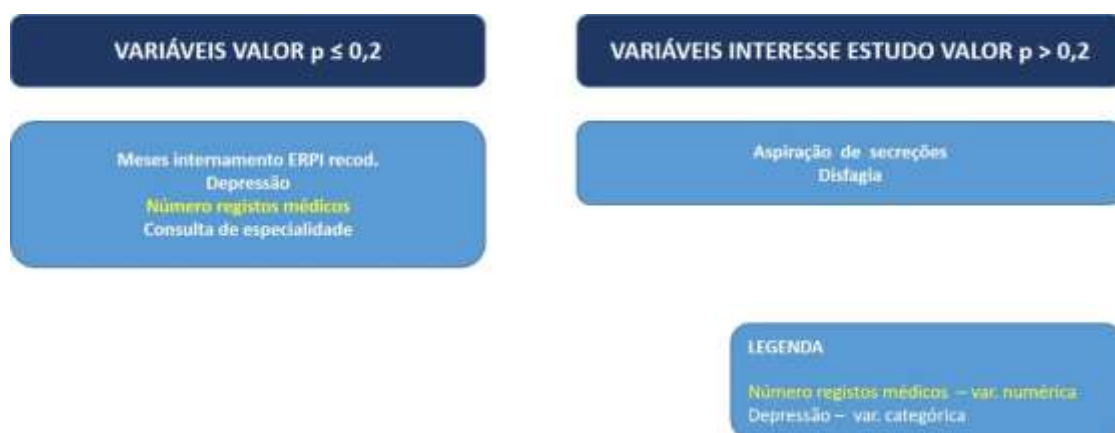 VARIÁVEIS VALOR p ≤ 0,2
Meses internamento ERPI recod.
Depressão
Número registos médicos
Consulta de especialidade
VARIÁVEIS INTERESSE ESTUDO VALOR p > 0,2
Aspiração de secreções
Disfagia
LEGENDA
Número registos médicos – var. numérica
Depressão – var. categórica